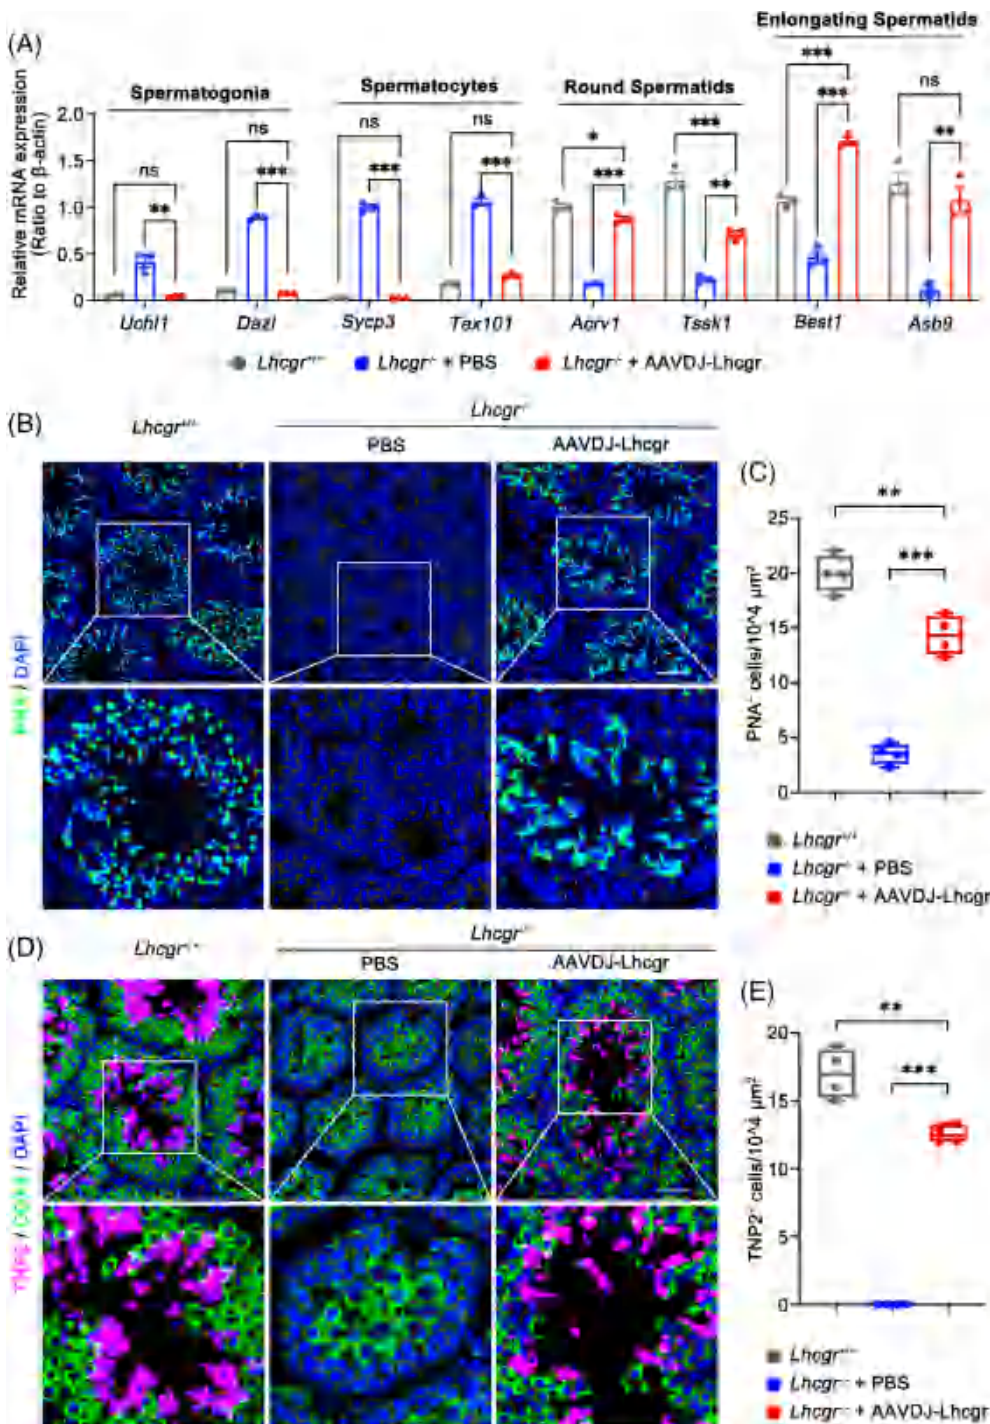 (A)
Enlongating Spermatids
Spermatogonia
Spermatocytes
Round Spermatids
Relative mRNA expression
(Ratio to β-actin)
2.0
1.5
1.0
0.5
0
ns
**
ns
***
ns
***
ns
***
*
***
***
**
***
***
ns
**
Uchl1
Dazl
Sycp3
Tex101
Acrv1
Tssk1
Best1
Asb9
Lhcgr+/+
Lhcgr-/- + PBS
Lhcgr-/- + AAVDJ-Lhcgr
(B)
Lhcgr+/+
Lhcgr-/-
PBS
AAVDJ-Lhcgr
PNA / DAPI
(C)
PNA+ cells/10^4 μm²
25
20
15
10
5
0
**
***
Lhcgr+/+
Lhcgr-/- + PBS
Lhcgr-/- + AAVDJ-Lhcgr
(D)
Lhcgr+/+
Lhcgr-/-
PBS
AAVDJ-Lhcgr
TNP2 / / DAPI
(E)
TNP2+ cells/10^4 μm²
20
15
10
5
0
**
***
Lhcgr+/+
Lhcgr-/- + PBS
Lhcgr-/- + AAVDJ-Lhcgr